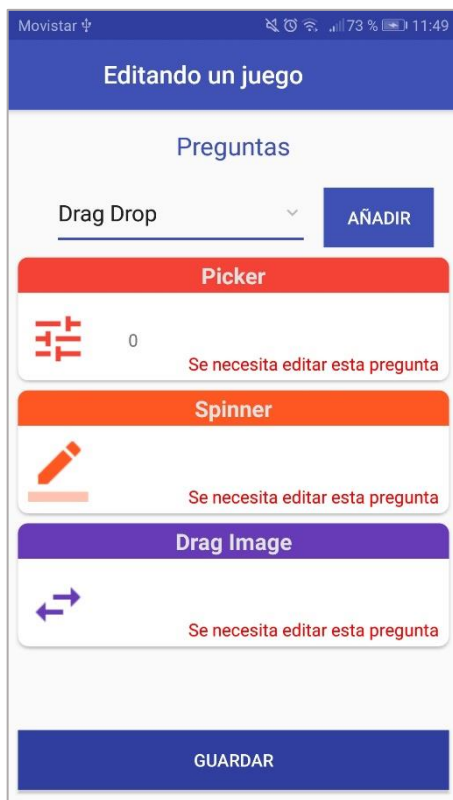 Movistar 73 % 11:49
Editando un juego
Preguntas
Drag Drop
AÑADIR
Picker
0
Se necesita editar esta pregunta
Spinner
Se necesita editar esta pregunta
Drag Image
Se necesita editar esta pregunta
GUARDAR